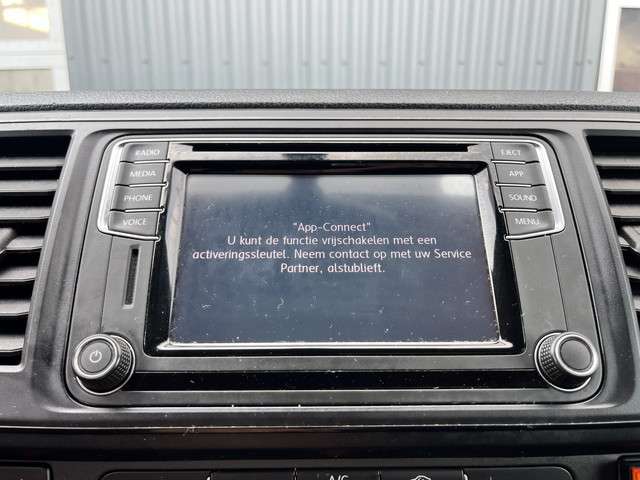 RADIO
MEDIA
PHONE
VOICE
"App-Connect"
U kunt de functie vrijschakelen met een
activeringssleutel. Neem contact op met uw Service
Partner, alstublieft.
EJECT
APP
SOUND
MENU